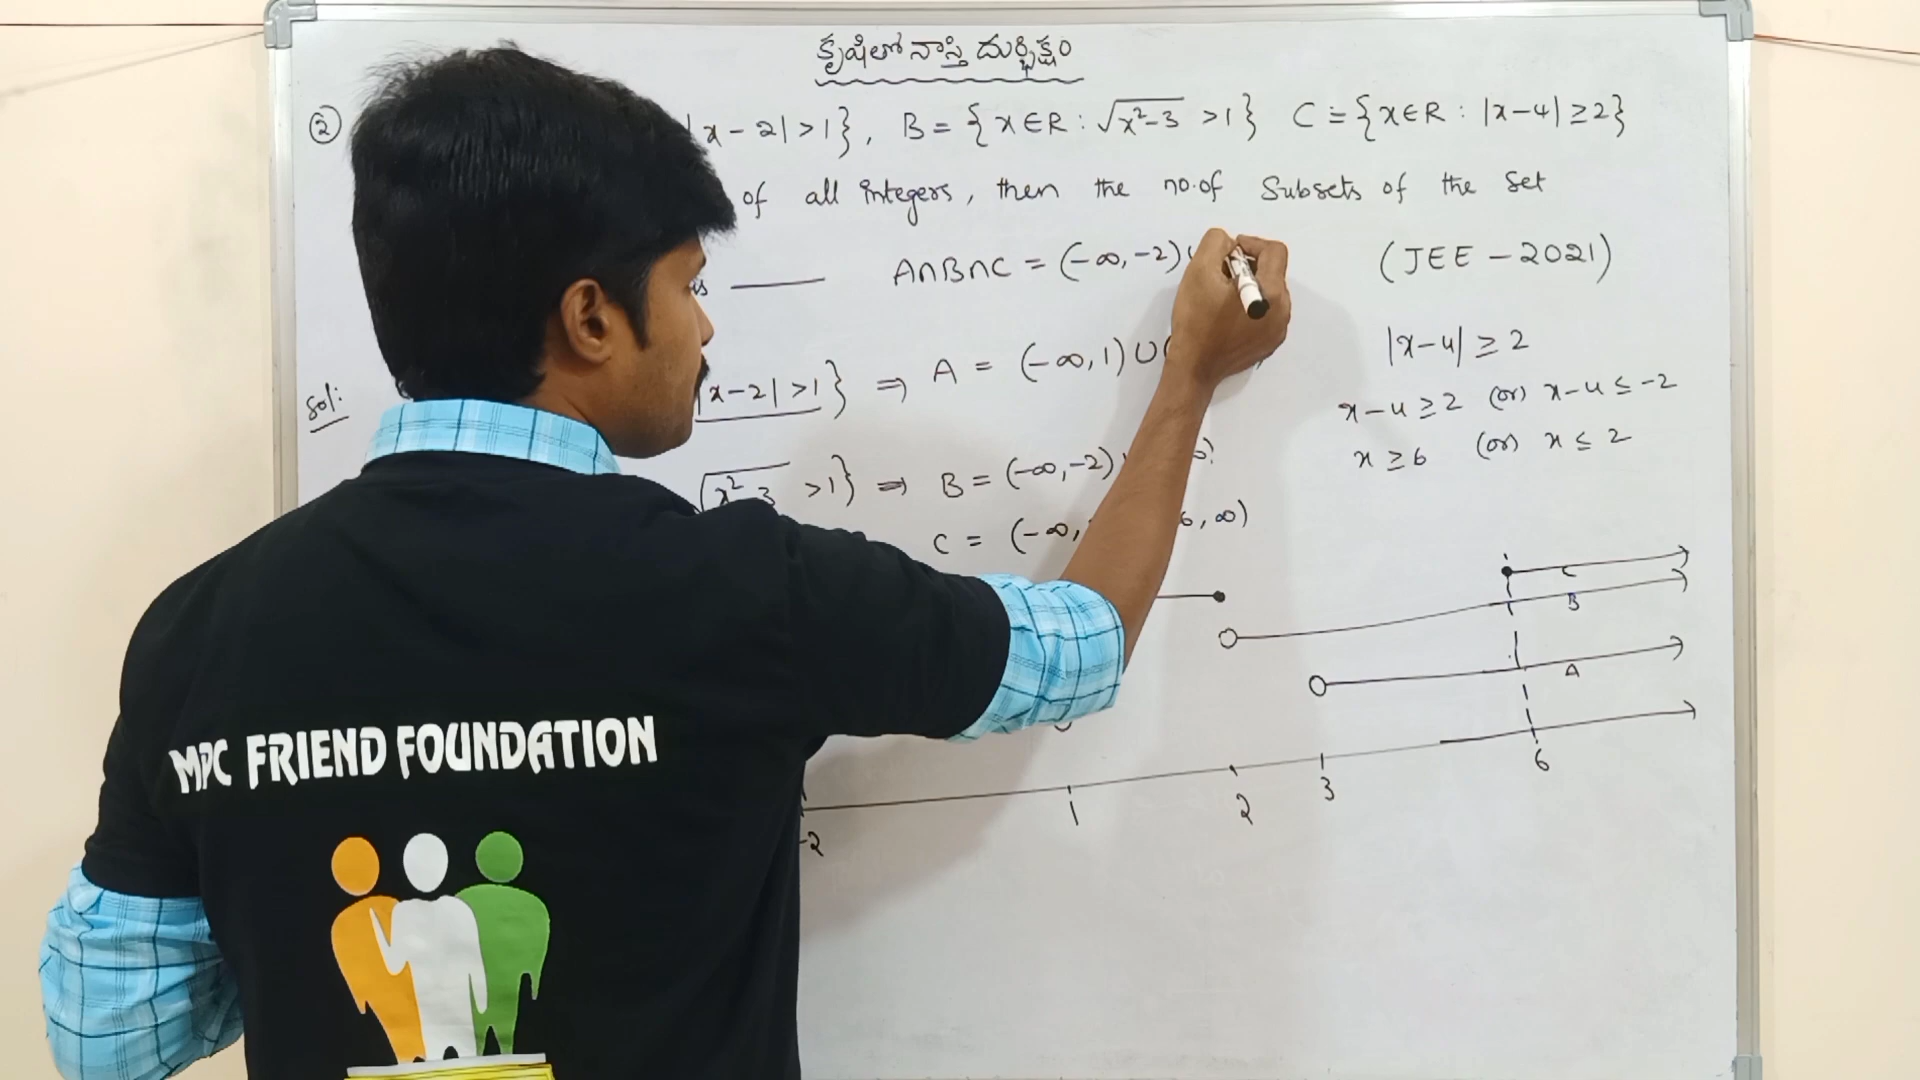 కృషిలో నాస్తి దుర్భిక్షం
② |x-2|>1}, B = {x∈R : √x²-3 >1} C = {x∈R : |x-4| ≥2}
of all integers, then the no.of Subsets of the set
is ____ A∩B∩C = (-∞,-2) (JEE - 2021)
Sol: |x-2|>1} ⇒ A = (-∞,1)∪(
√x²-3 >1} ⇒ B = (-∞,-2)
C = (-∞, 6,∞)
|x-4| ≥ 2
x-4 ≥ 2 (or) x-4 ≤ -2
x ≥ 6 (or) x ≤ 2
C
B
A
-2 1 2 3 6
MPC FRIEND FOUNDATION